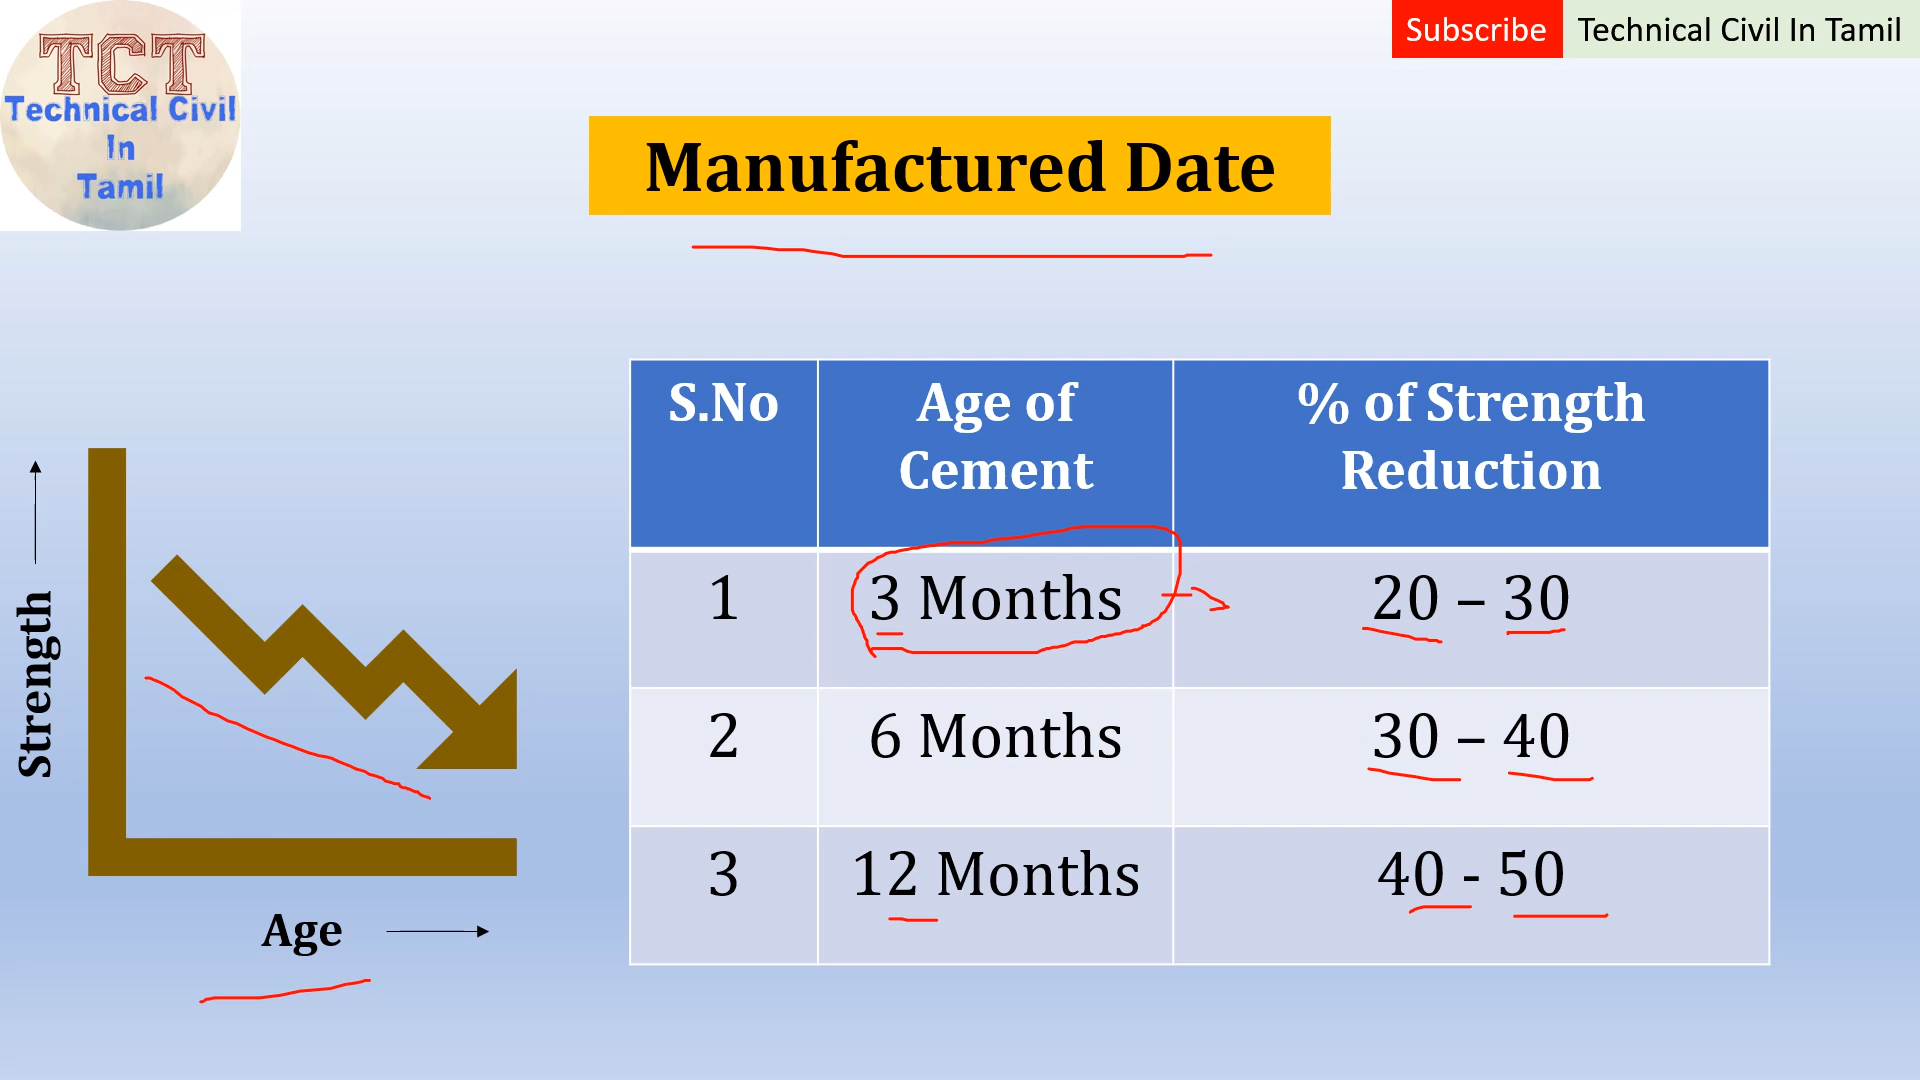 TCT
Technical Civil
In
Tamil
Subscribe Technical Civil In Tamil
Manufactured Date
S.No Age of Cement % of Strength Reduction
1 3 Months 20 – 30
2 6 Months 30 – 40
3 12 Months 40 - 50
Strength
Age